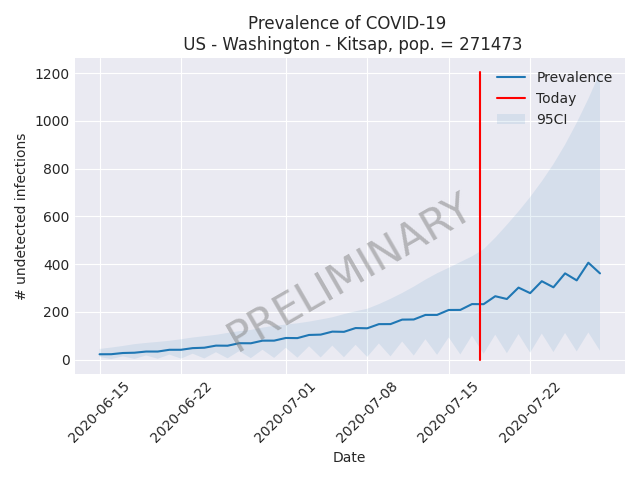 Prevalence of COVID-19
US - Washington - Kitsap, pop. = 271473
1200
1000
800
600
400
200
0
# undetected infections
Prevalence
Today
95CI
PRELIMINARY
2020-06-15
2020-06-22
2020-07-01
2020-07-08
2020-07-15
2020-07-22
Date